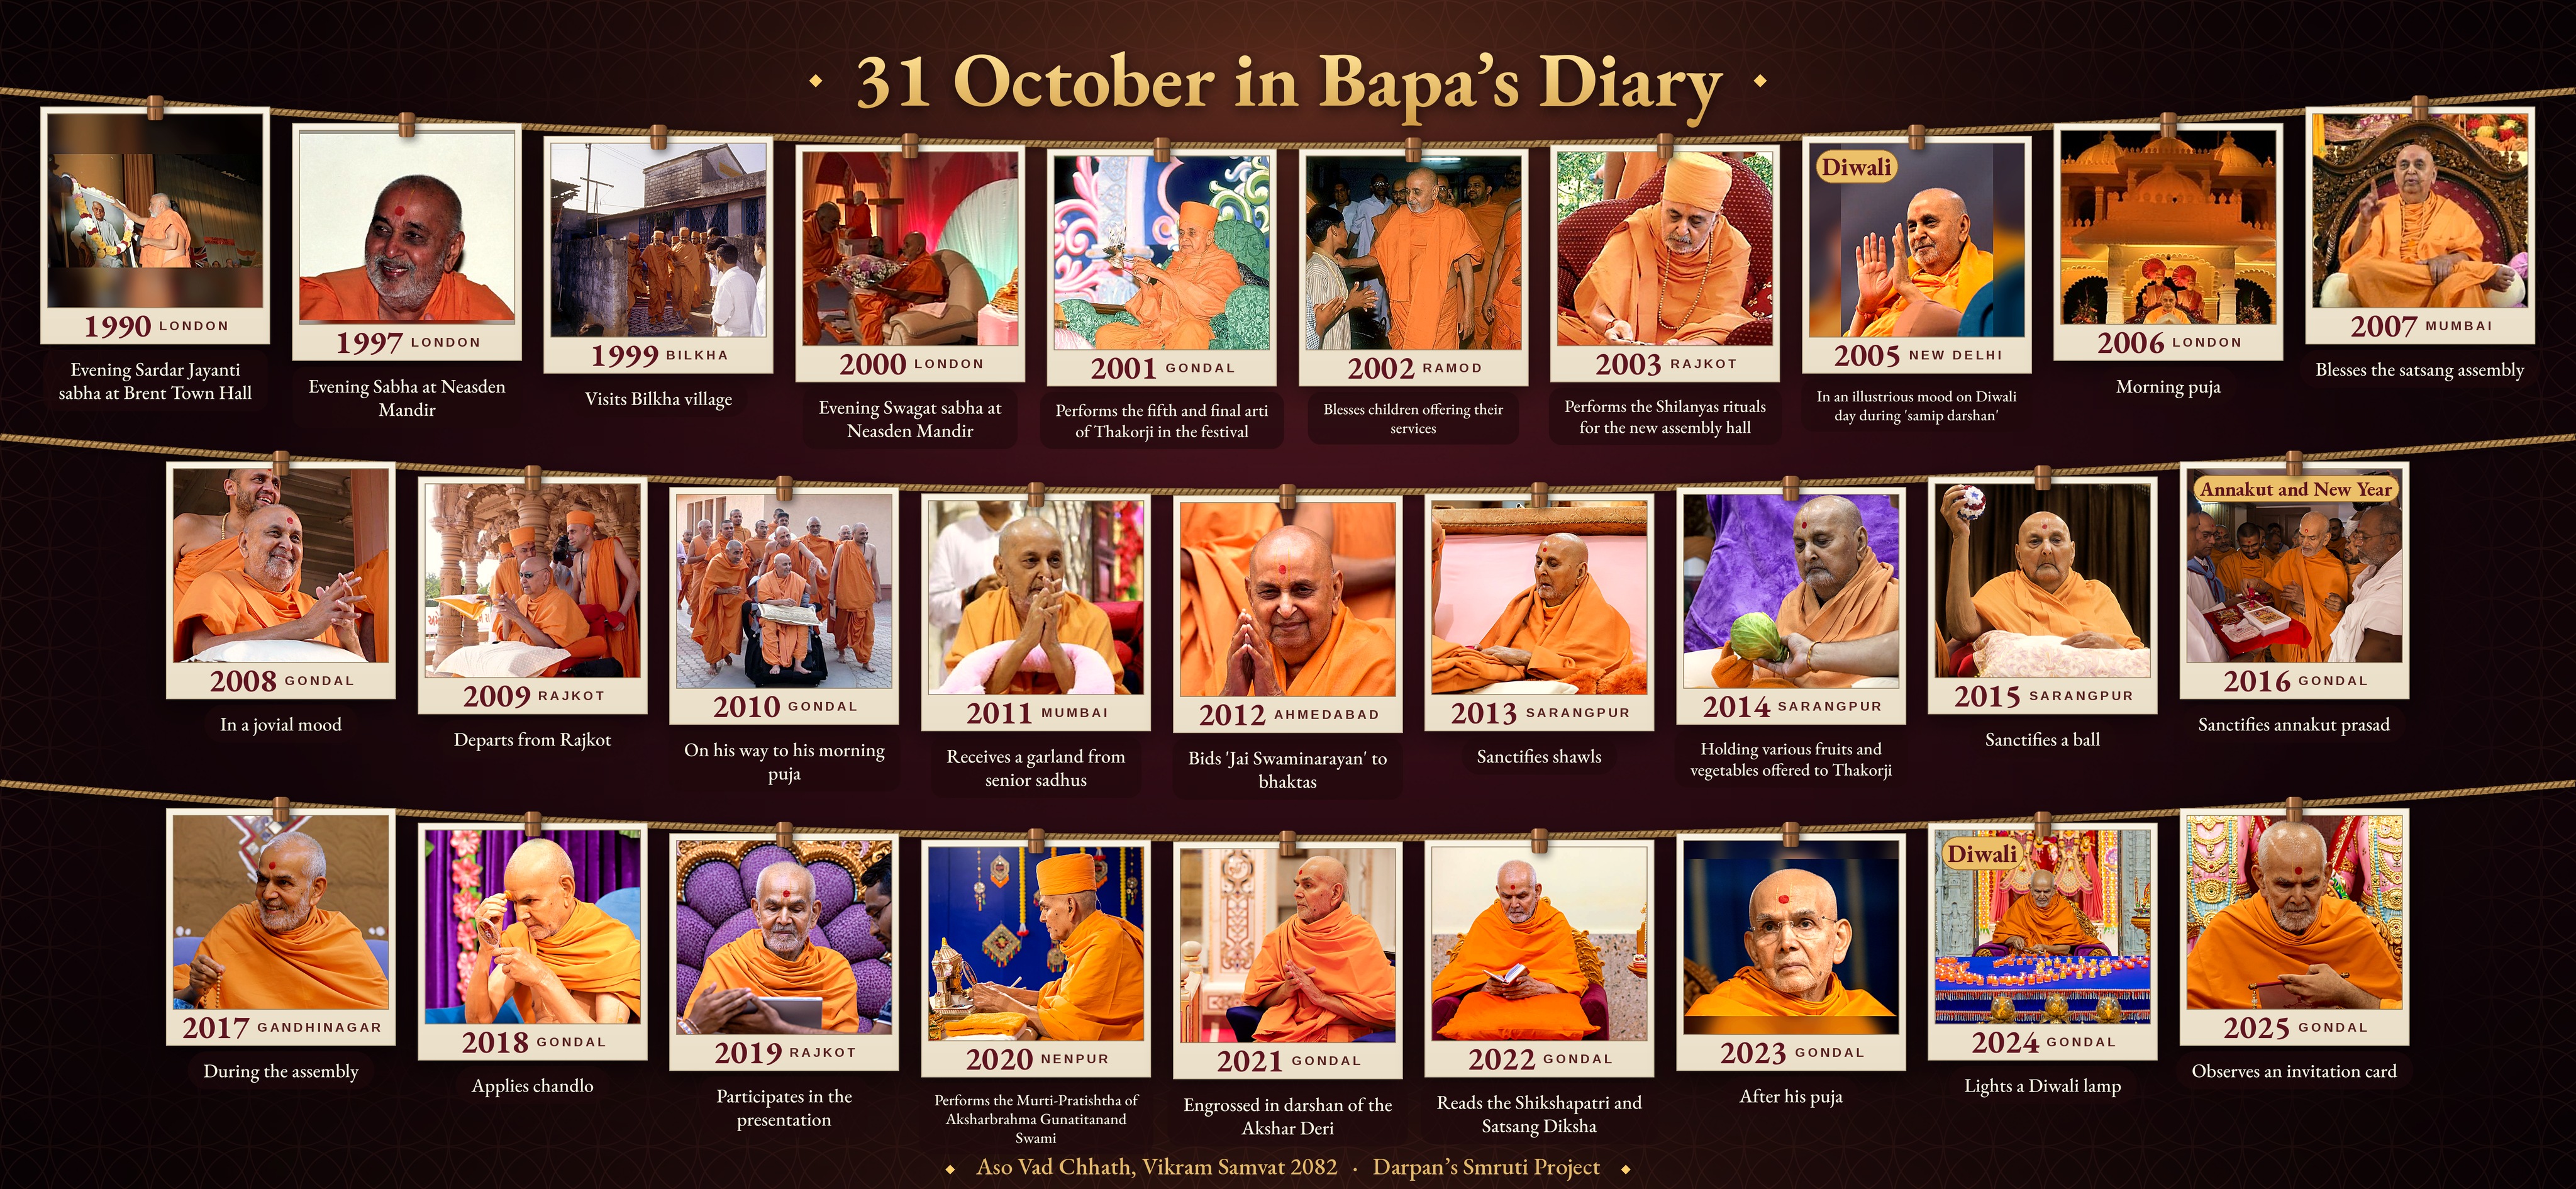 31 October in Bapa's Diary
1990 LONDON
Evening Sardar Jayanti
sabha at Brent Town Hall
1997 LONDON
Evening Sabha at Neasden
Mandir
1999 BILKHA
Visits Bilkha village
2000 LONDON
Evening Swagat sabha at
Neasden Mandir
2001 GONDAL
Performs the fifth and final arti
of Thakorji in the festival
2002 RAMOD
Blesses children offering their
services
2003 RAJKOT
Performs the Shilanyas rituals
for the new assembly hall
Diwali
2005 NEW DELHI
In an illustrious mood on Diwali
day during 'samip darshan'
2006 LONDON
Morning puja
2007 MUMBAI
Blesses the satsang assembly
2008 GONDAL
In a jovial mood
2009 RAJKOT
Departs from Rajkot
2010 GONDAL
On his way to his morning
puja
2011 MUMBAI
Receives a garland from
senior sadhus
2012 AHMEDABAD
Bids 'Jai Swaminarayan' to
bhaktas
2013 SARANGPUR
Sanctifies shawls
2014 SARANGPUR
Holding various fruits and
vegetables offered to Thakorji
2015 SARANGPUR
Sanctifies a ball
Annakut and New Year
2016 GONDAL
Sanctifies annakut prasad
2017 GANDHINAGAR
During the assembly
2018 GONDAL
Applies chandlo
2019 RAJKOT
Participates in the
presentation
2020 NENPUR
Performs the Murti-Pratishtha of
Aksharbrahma Gunatitanand
Swami
2021 GONDAL
Engrossed in darshan of the
Akshar Deri
2022 GONDAL
Reads the Shikshapatri and
Satsang Diksha
2023 GONDAL
After his puja
Diwali
2024 GONDAL
Lights a Diwali lamp
2025 GONDAL
Observes an invitation card
Aso Vad Chhath, Vikram Samvat 2082 · Darpan's Smruti Project